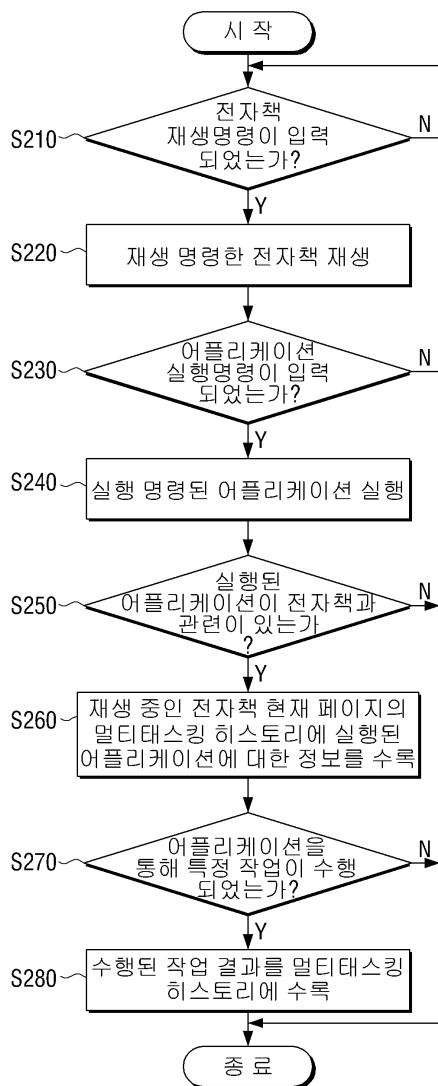 시 작
전자책
재생명령이 입력
되었는가?
N
S210
Y
S220
재생 명령한 전자책 재생
어플리케이션
실행명령이 입력
되었는가?
N
S230
Y
S240
실행 명령된 어플리케이션 실행
실행된
어플리케이션이 전자책과
관련이 있는가
?
N
S250
Y
S260
재생 중인 전자책 현재 페이지의
멀티태스킹 히스토리에 실행된
어플리케이션에 대한 정보를 수록
어플리케이션을
통해 특정 작업이 수행
되었는가?
N
S270
Y
S280
수행된 작업 결과를 멀티태스킹
히스토리에 수록
종 료